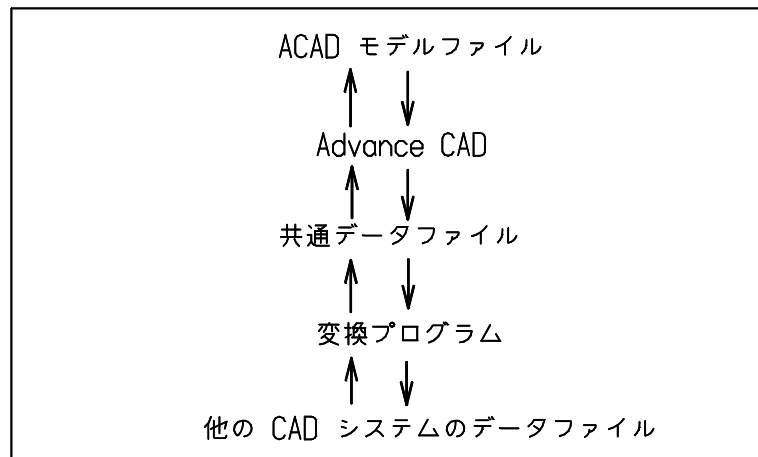 ACAD モデルファイル
Advance CAD
共通データファイル
変換プログラム
他の CAD システムのデータファイル